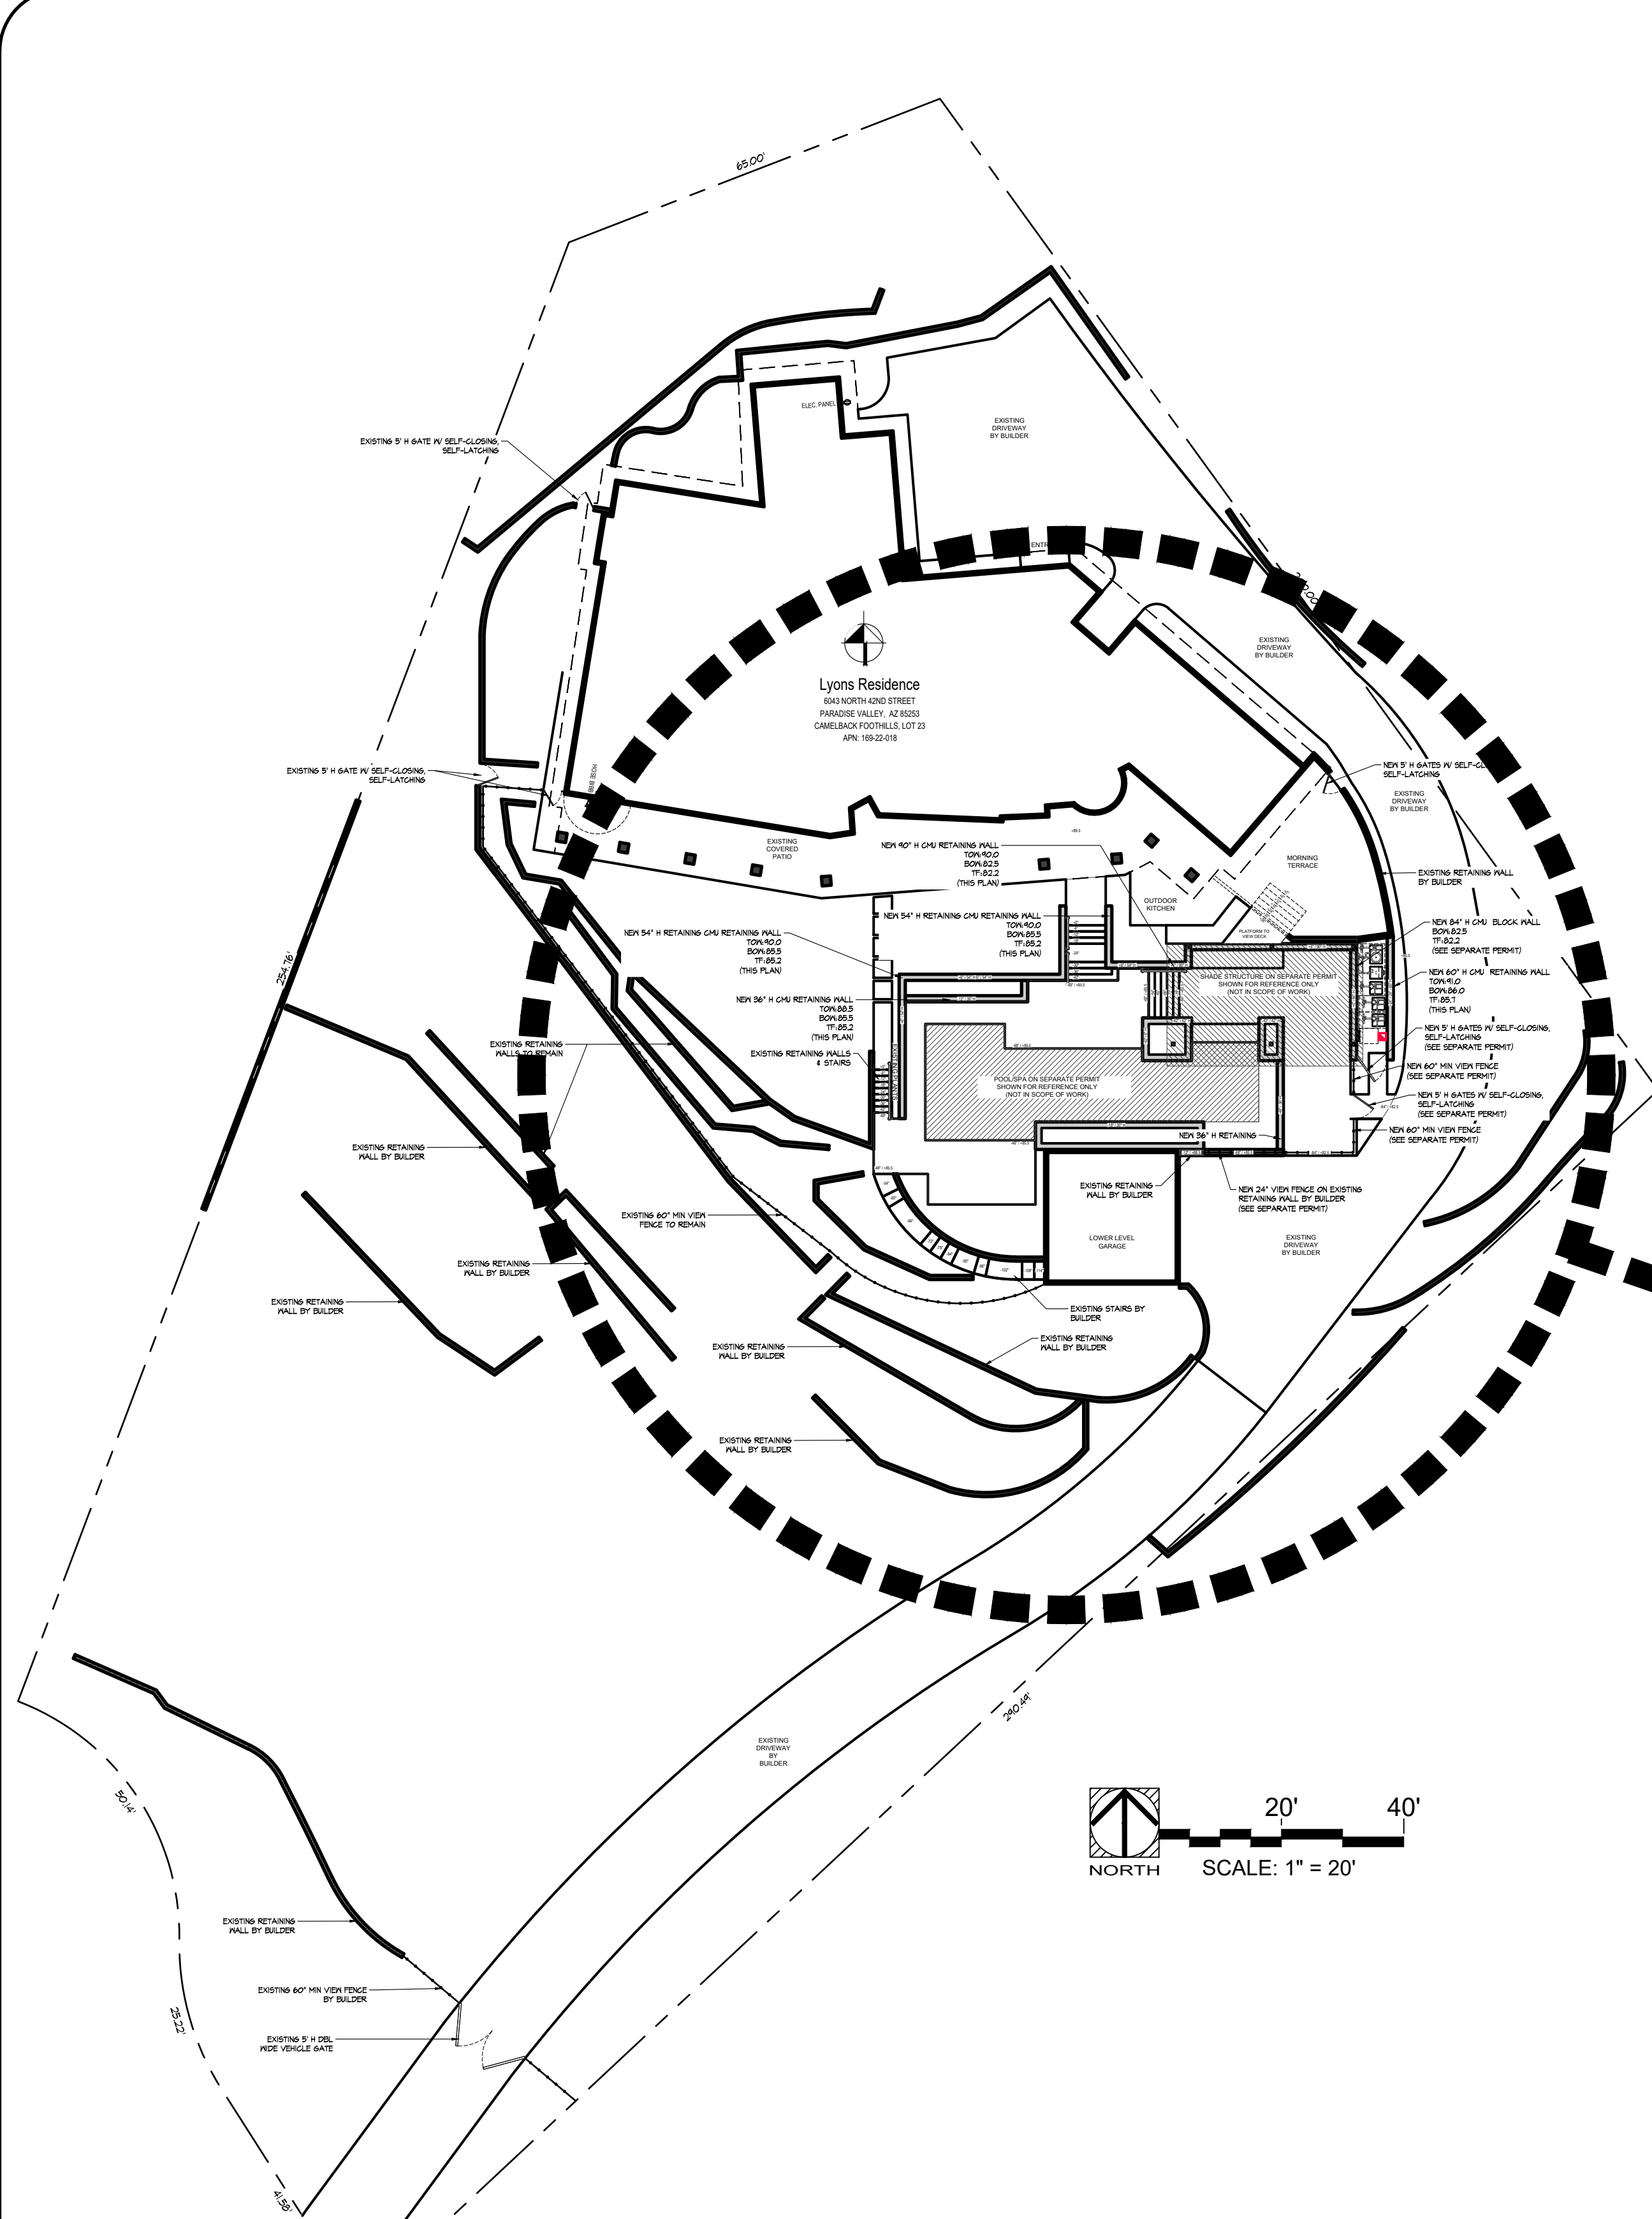 65.00'
ELEC. PANEL
EXISTING
DRIVEWAY
BY BUILDER
EXISTING 5' H GATE W/ SELF-CLOSING,
SELF-LATCHING
EXISTING
DRIVEWAY
BY BUILDER
Lyons Residence
6043 NORTH 42ND STREET
PARADISE VALLEY, AZ 85253
CAMELBACK FOOTHILLS, LOT 23
APN: 169-22-018
EXISTING 5' H GATE W/ SELF-CLOSING,
SELF-LATCHING
HOSE BIBB
NEW 5' H GATES W/
SELF-LATCHING
EXISTING
DRIVEWAY
BY BUILDER
EXISTING
COVERED
PATIO
NEW 90" H CMU RETAINING WALL
TOW:90.0
BOW:82.5
TF:82.2
(THIS PLAN)
MORNING
TERRACE
EXISTING RETAINING WALL
BY BUILDER
OUTDOOR
KITCHEN
PLATFORM TO
VIEW DECK
NEW 54" H RETAINING CMU RETAINING WALL
TOW:90.0
BOW:85.5
TF:85.2
(THIS PLAN)
NEW 54" H RETAINING CMU RETAINING WALL
TOW:90.0
BOW:85.5
TF:85.2
(THIS PLAN)
NEW 84" H CMU BLOCK WALL
BOW:82.5
TF:82.2
(SEE SEPARATE PERMIT)
254.76'
SHADE STRUCTURE ON SEPARATE PERMIT
SHOWN FOR REFERENCE ONLY
(NOT IN SCOPE OF WORK)
NEW 60" H CMU RETAINING WALL
TOW:91.0
BOW:86.0
TF:85.7
(THIS PLAN)
NEW 36" H CMU RETAINING WALL
TOW:88.5
BOW:85.5
TF:85.2
(THIS PLAN)
NEW 5' H GATES W/ SELF-CLOSING,
SELF-LATCHING
(SEE SEPARATE PERMIT)
EXISTING RETAINING
WALLS TO REMAIN
EXISTING RETAINING WALLS
& STAIRS
NEW 60" MIN VIEW FENCE
(SEE SEPARATE PERMIT)
POOL/SPA ON SEPARATE PERMIT
SHOWN FOR REFERENCE ONLY
(NOT IN SCOPE OF WORK)
NEW 5' H GATES W/ SELF-CLOSING,
SELF-LATCHING
(SEE SEPARATE PERMIT)
NEW 36" H RETAINING
NEW 60" MIN VIEW FENCE
(SEE SEPARATE PERMIT)
EXISTING RETAINING
WALL BY BUILDER
EXISTING RETAINING
WALL BY BUILDER
NEW 24" VIEW FENCE ON EXISTING
RETAINING WALL BY BUILDER
(SEE SEPARATE PERMIT)
EXISTING 60" MIN VIEW
FENCE TO REMAIN
LOWER LEVEL
GARAGE
EXISTING
DRIVEWAY
BY BUILDER
EXISTING RETAINING
WALL BY BUILDER
EXISTING RETAINING
WALL BY BUILDER
EXISTING STAIRS BY
BUILDER
EXISTING RETAINING
WALL BY BUILDER
EXISTING RETAINING
WALL BY BUILDER
EXISTING RETAINING
WALL BY BUILDER
290.49'
EXISTING
DRIVEWAY
BY
BUILDER
50.14'
20' 40'
NORTH
SCALE: 1" = 20'
EXISTING RETAINING
WALL BY BUILDER
EXISTING 60" MIN VIEW FENCE
BY BUILDER
25.22'
EXISTING 5' H DBL
WIDE VEHICLE GATE
41.58'